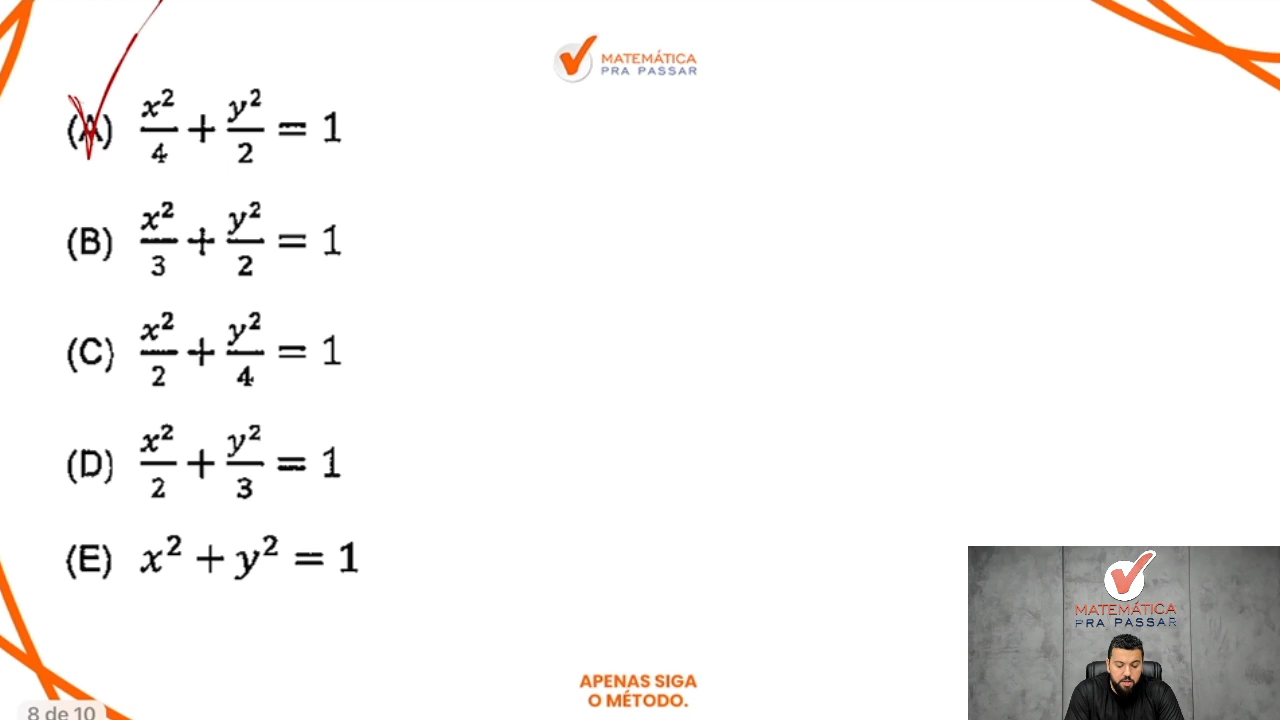 MATEMÁTICA
PRA PASSAR
(A) x²/4 + y²/2 = 1
(B) x²/3 + y²/2 = 1
(C) x²/2 + y²/4 = 1
(D) x²/2 + y²/3 = 1
(E) x² + y² = 1
MATEMÁTICA
PRA PASSAR
APENAS SIGA
O MÉTODO.
8 de 10